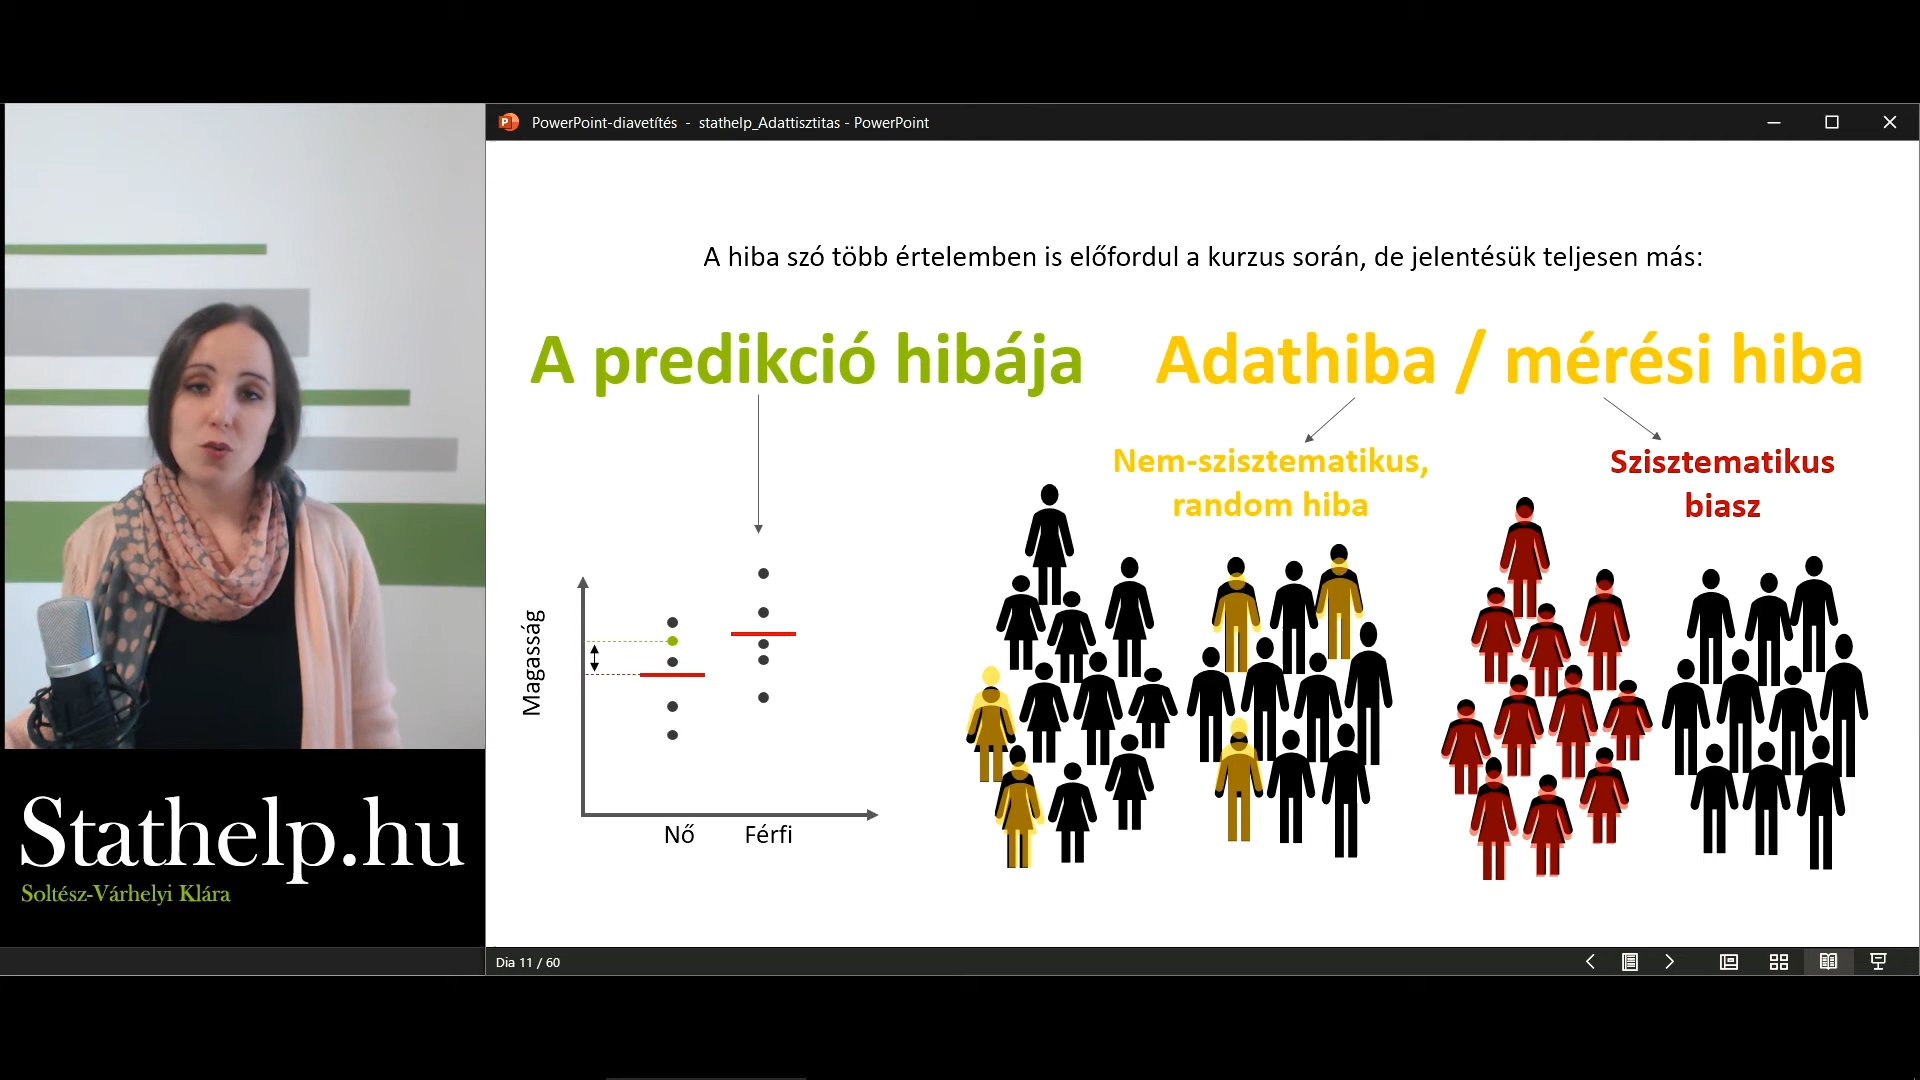 PowerPoint-diavetítés - stathelp_Adattisztitas - PowerPoint
A hiba szó több értelemben is előfordul a kurzus során, de jelentésük teljesen más:
A predikció hibája
Adathiba / mérési hiba
Nem-szisztematikus,
random hiba
Szisztematikus
biasz
Magasság
Nő
Férfi
Stathelp.hu
Soltész-Várhelyi Klára
Dia 11 / 60